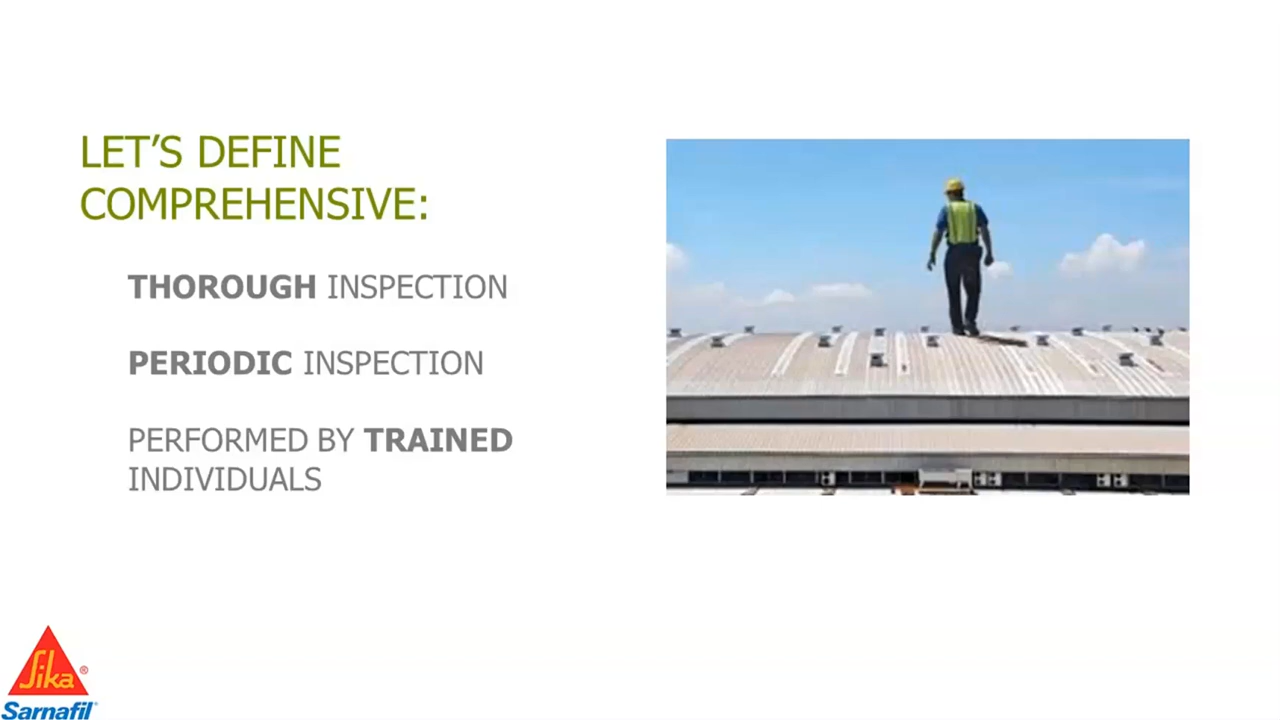 LET’S DEFINE
COMPREHENSIVE:
THOROUGH INSPECTION
PERIODIC INSPECTION
PERFORMED BY TRAINED
INDIVIDUALS
Sika®
Sarnafil®